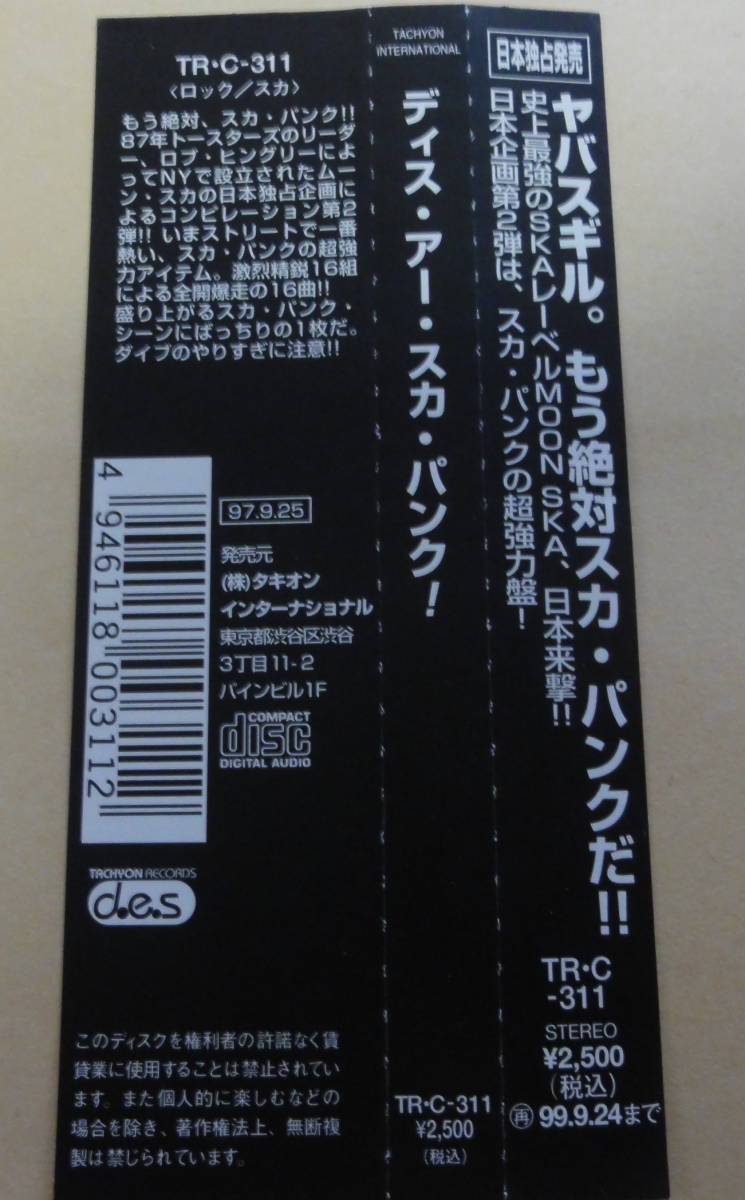 TR・C-311
〈ロック／スカ〉
もう絶対、スカ・パンク!!
87年トースターズのリーダ
ー、ロブ・ヒングリーによ
ってNYで設立されたムー
ン・スカの日本独占企画に
よるコンピレーション第2
弾!! いまストリートで一番
熱い、スカ・パンクの超強
力アイテム。激烈精鋭16組
による全開爆走の16曲!!
盛り上がるスカ・パンク・
シーンにばっちりの1枚だ。
ダイブのやりすぎに注意!!
4 946118 003112
97.9.25
発売元
(株)タキオン
インターナショナル
東京都渋谷区渋谷
3丁目11-2
パインビル1F
COMPACT
disc
DIGITAL AUDIO
TACHYON RECORDS
d.e.s
このディスクを権利者の許諾なく賃
貸業に使用することは禁止されてい
ます。また個人的に楽しむなどの
場合を除き、著作権法上、無断複
製は禁じられています。
TACHYON
INTERNATIONAL
ディス・アー・スカ・パンク!
TR・C-311
¥2,500
(税込)
日本独占発売
ヤバスギル。もう絶対スカ・パンクだ!!
史上最強のSKAレーベルMOON SKA、日本来撃!!
日本企画第2弾は、スカ・パンクの超強力盤!
TR・C
-311
STEREO
¥2,500
(税込)
再 99.9.24まで